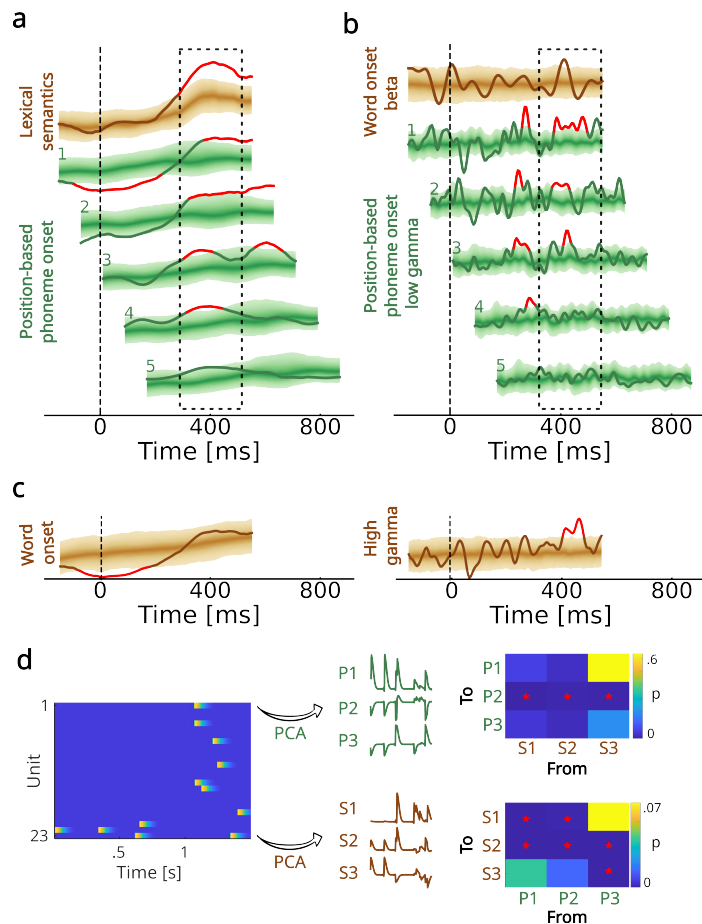 a
Lexical
semantics
Position-based
phoneme onset
1
2
3
4
5
0
400
800
Time [ms]
b
Word onset
beta
Position-based
phoneme onset
low gamma
1
2
3
4
5
0
400
800
Time [ms]
c
Word
onset
0
400
800
Time [ms]
High
gamma
0
400
800
Time [ms]
d
Unit
1
23
.5
1
Time [s]
PCA
PCA
P1
P2
P3
S1
S2
S3
To
P1
P2
P3
S1
S2
S3
From
.6
p
0
To
S1
S2
S3
P1
P2
P3
From
.07
p
0